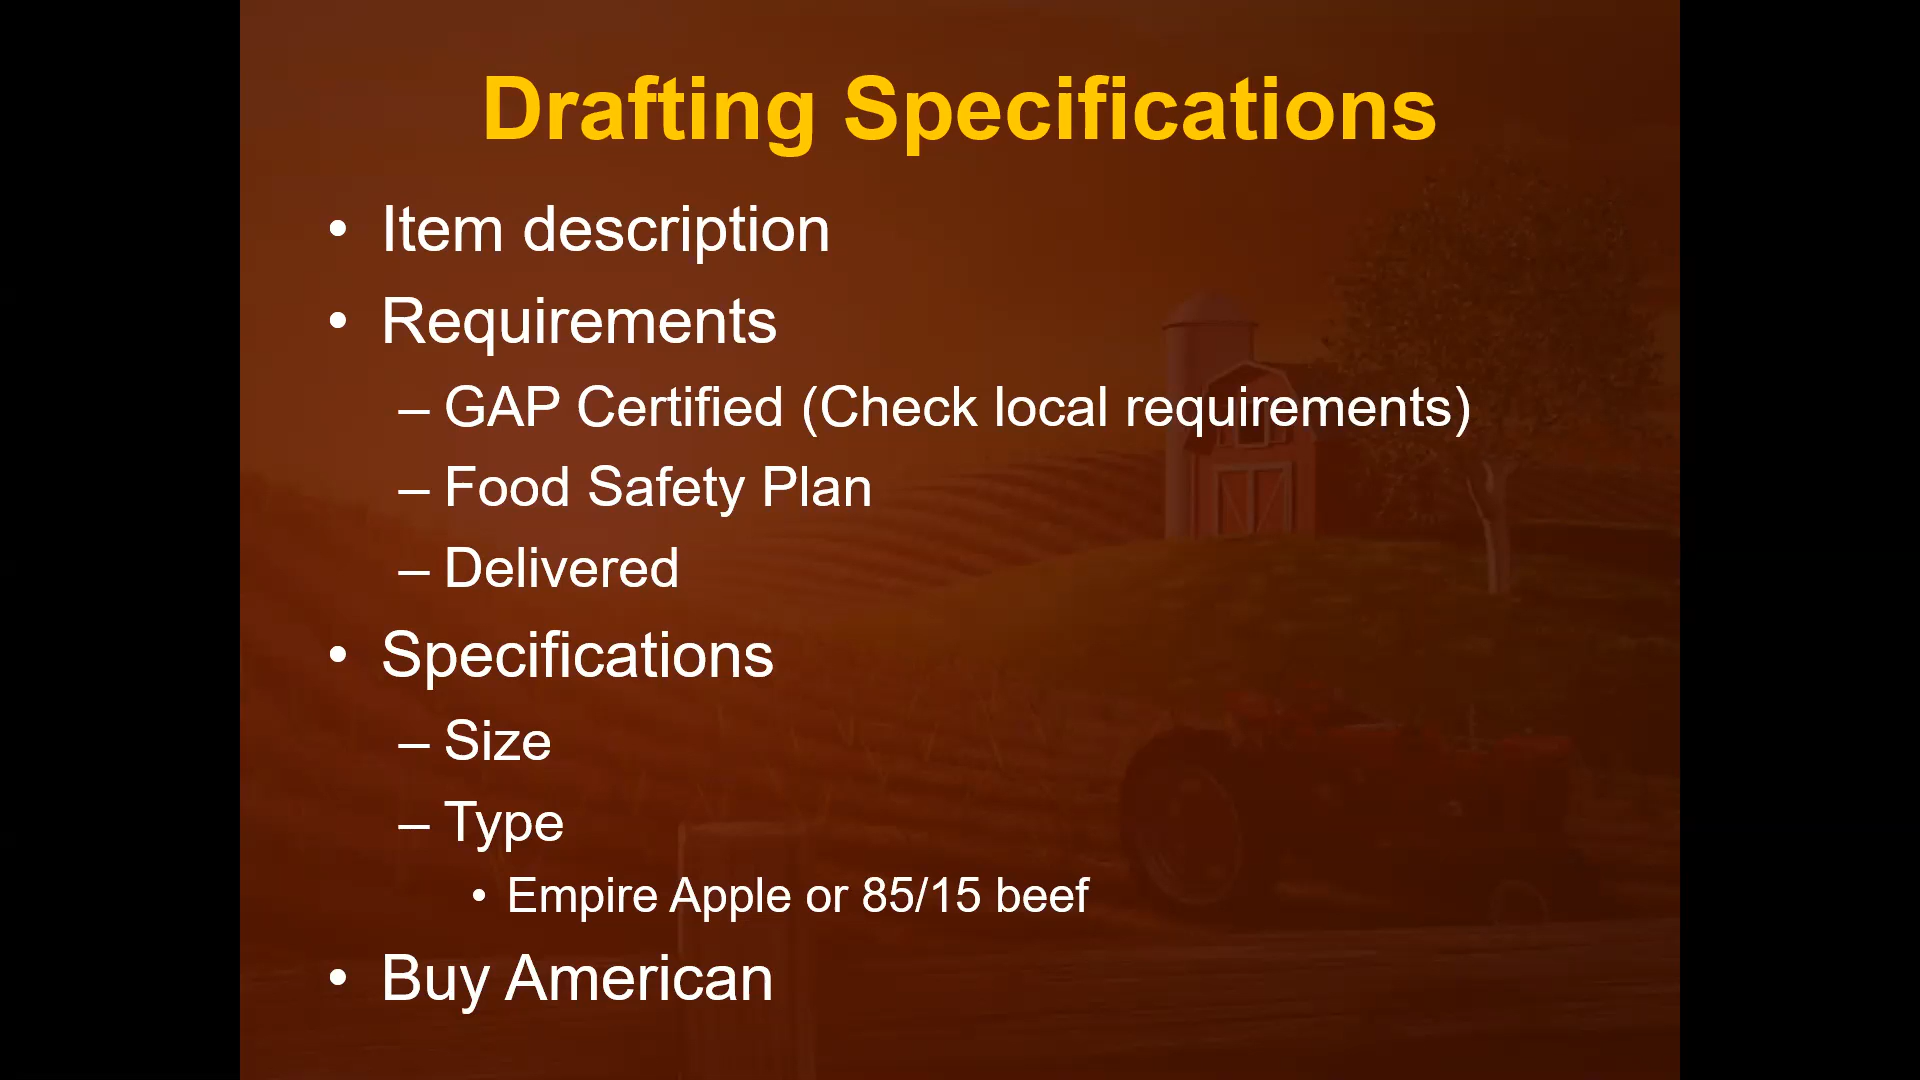 Drafting Specifications
• Item description
• Requirements
– GAP Certified (Check local requirements)
– Food Safety Plan
– Delivered
• Specifications
– Size
– Type
• Empire Apple or 85/15 beef
• Buy American